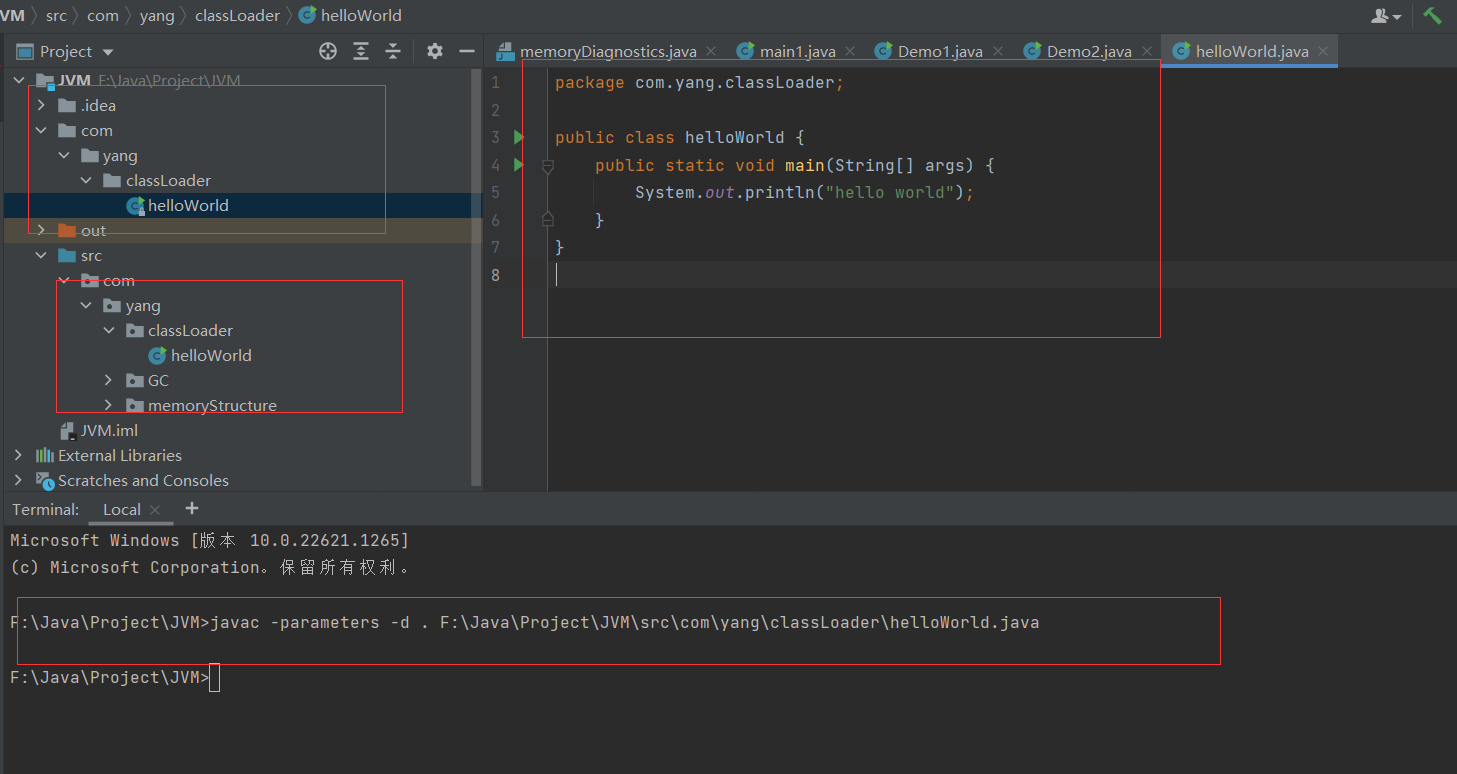 VM src com yang classLoader helloWorld
Project
memoryDiagnostics.java main1.java Demo1.java Demo2.java helloWorld.java
JVM F:\Java\Project\JVM
.idea
com
yang
classLoader
helloWorld
out
src
com
yang
classLoader
helloWorld
GC
memoryStructure
JVM.iml
External Libraries
Scratches and Consoles
1 package com.yang.classLoader;
2
3 public class helloWorld {
4 public static void main(String[] args) {
5 System.out.println("hello world");
6 }
7 }
8
Terminal: Local
Microsoft Windows [版本 10.0.22621.1265]
(c) Microsoft Corporation。保留所有权利。
F:\Java\Project\JVM>javac -parameters -d . F:\Java\Project\JVM\src\com\yang\classLoader\helloWorld.java
F:\Java\Project\JVM>